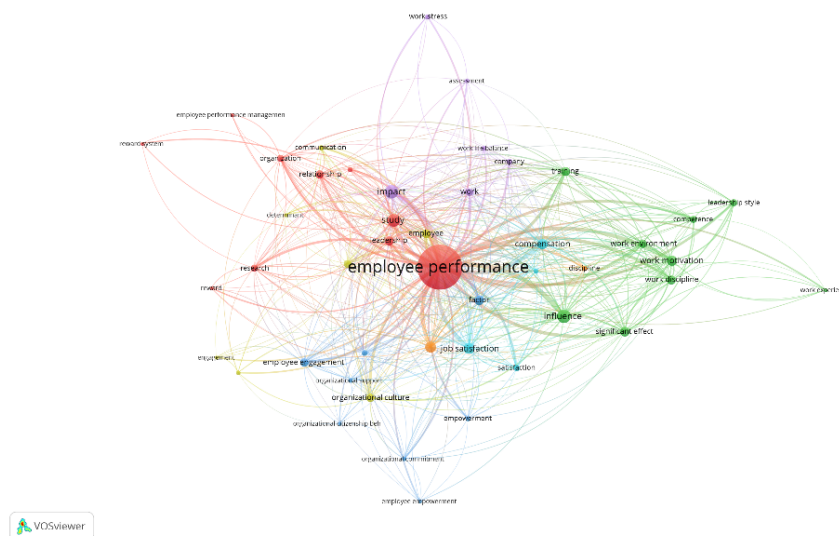 work stress
assessment
employee performance managemen
reward system
communication
work imbalance
organization
company
relationship
training
impact
work
leadership style
determinant
study
competence
employee
leadership
compensation
work environment
employee performance
discipline
work motivation
research
work discipline
reward
work experie
factor
influence
significant effect
job satisfaction
engagement
employee engagement
satisfaction
organizational support
organizational culture
empowerment
organizational citizenship beh
organizational commitment
employee empowerment
VOSviewer